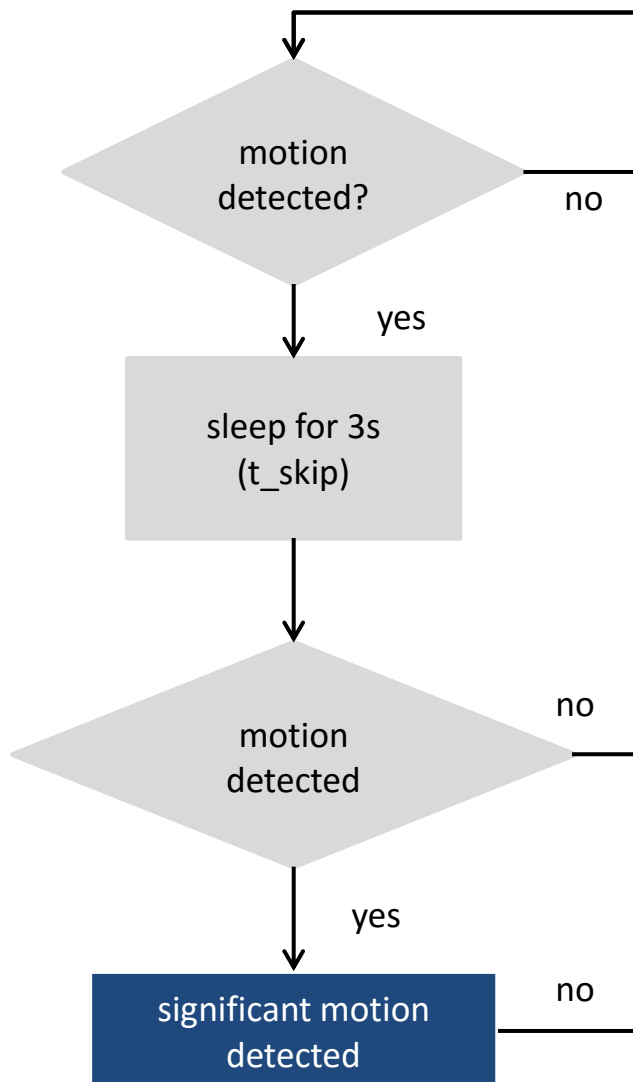 motion
detected?
no
yes
sleep for 3s
(t_skip)
no
motion
detected
yes
no
significant motion
detected